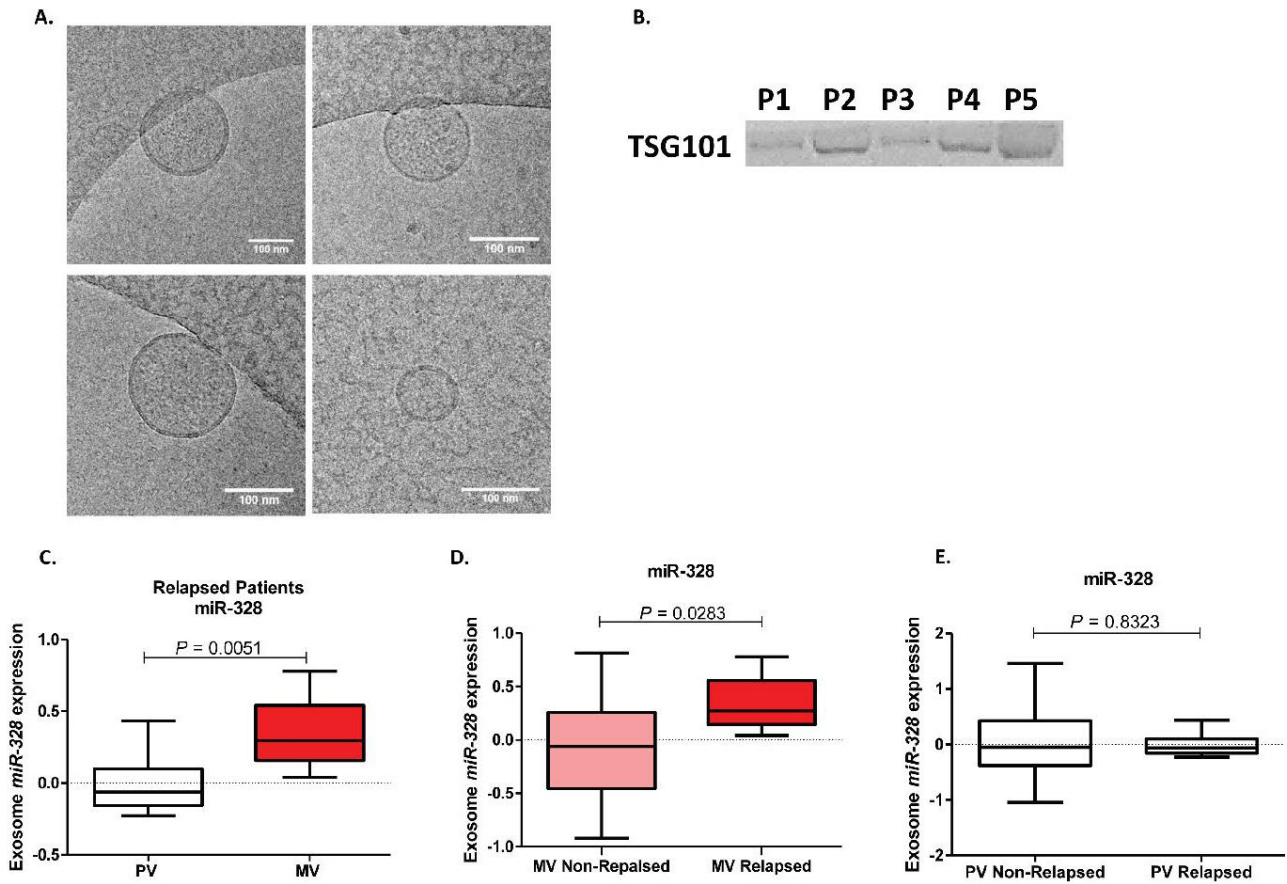 A.
100 nm
100 nm
100 nm
100 nm
B.
P1 P2 P3 P4 P5
TSG101
C.
Relapsed Patients
miR-328
P = 0.0051
Exosome miR-328 expression
1.0
0.5
0.0
-0.5
PV MV
D.
miR-328
P = 0.0283
Exosome miR-328 expression
1.0
0.5
0.0
-0.5
-1.0
MV Non-Repalsed MV Relapsed
E.
miR-328
P = 0.8323
Exosome miR-328 expression
2
1
0
-1
-2
PV Non-Relapsed PV Relapsed